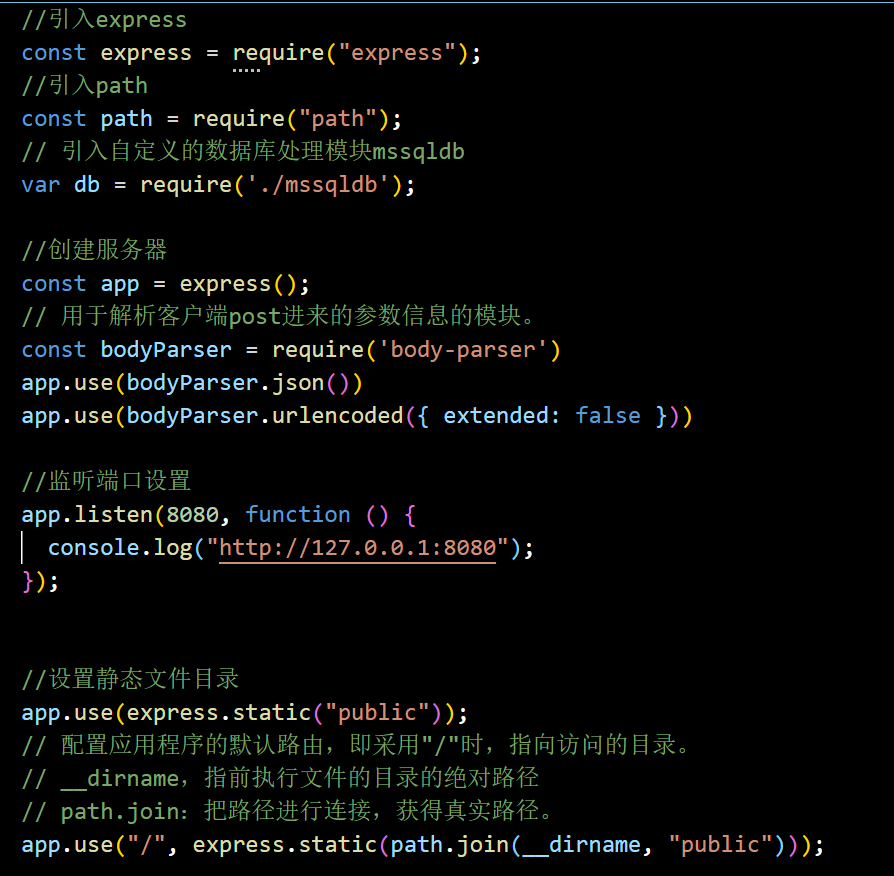 //引入express
const express = require("express");
//引入path
const path = require("path");
// 引入自定义的数据库处理模块mssqldb
var db = require('./mssqldb');
//创建服务器
const app = express();
// 用于解析客户端post进来的参数信息的模块。
const bodyParser = require('body-parser')
app.use(bodyParser.json())
app.use(bodyParser.urlencoded({ extended: false }))
//监听端口设置
app.listen(8080, function () {
  console.log("http://127.0.0.1:8080");
});
//设置静态文件目录
app.use(express.static("public"));
// 配置应用程序的默认路由，即采用"/"时，指向访问的目录。
// __dirname，指前执行文件的目录的绝对路径
// path.join：把路径进行连接，获得真实路径。
app.use("/", express.static(path.join(__dirname, "public")));